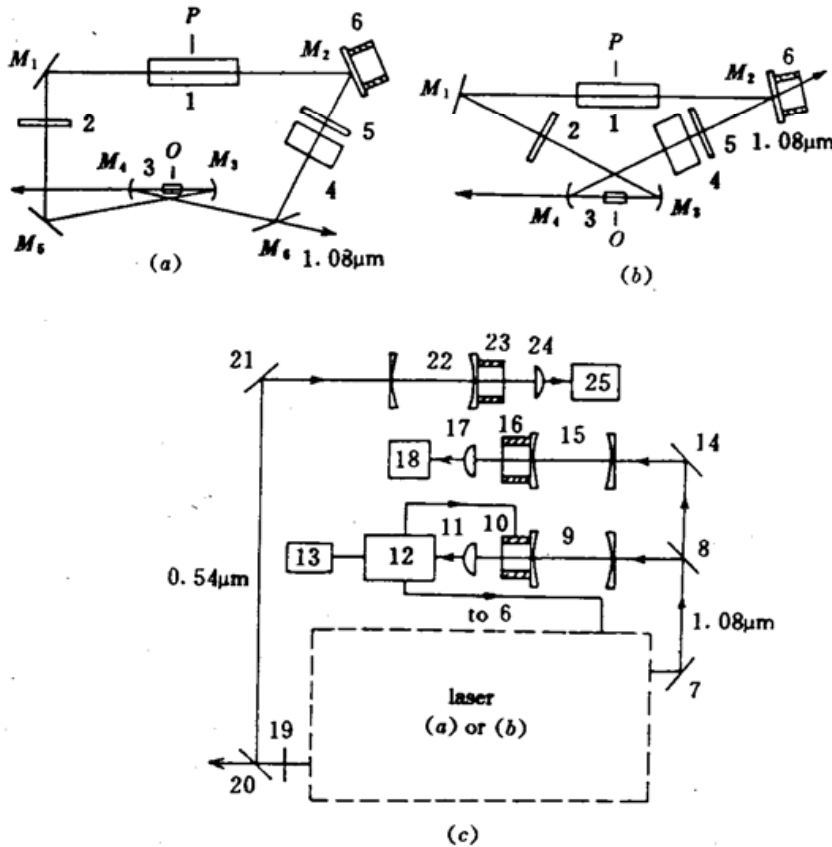 P
6
M₁
M₂
1
2
5
3
O
M₄
M₃
4
M₅
M₆
1.08μm
(a)
P
6
M₂
M₁
1
2
5
1.08μm
4
M₄
3
M₃
O
(b)
21
22
23
24
25
16
17
15
14
18
10
11
9
8
13
12
0.54μm
to 6
1.08μm
laser
(a) or (b)
7
19
20
(c)